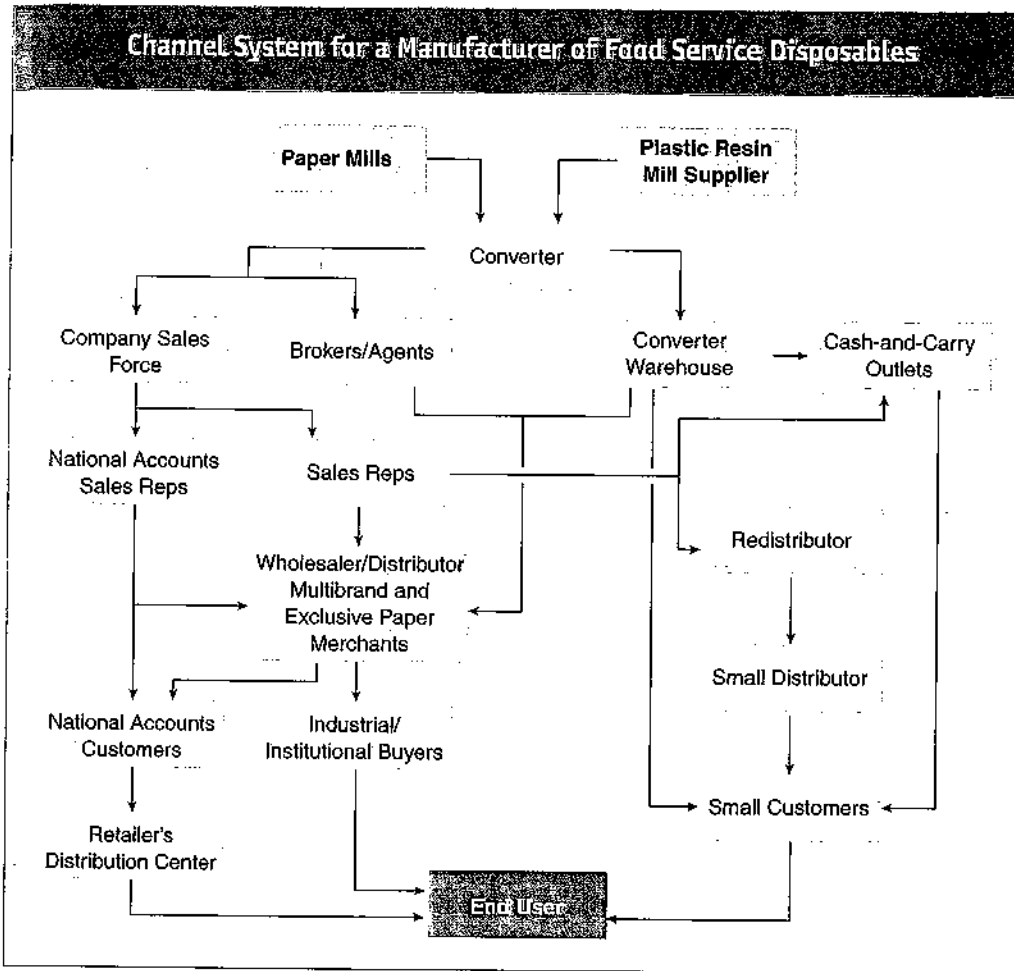 Channel System for a Manufacturer of Food Service Disposables
Paper Mills
Plastic Resin
Mill Supplier
Converter
Company Sales
Force
Brokers/Agents
Converter
Warehouse
Cash-and-Carry
Outlets
National Accounts
Sales Reps
Sales Reps
Redistributor
Wholesaler/Distributor
Multibrand and
Exclusive Paper
Merchants
Small Distributor
National Accounts
Customers
Industrial/
Institutional Buyers
Small Customers
Retailer's
Distribution Center
End User